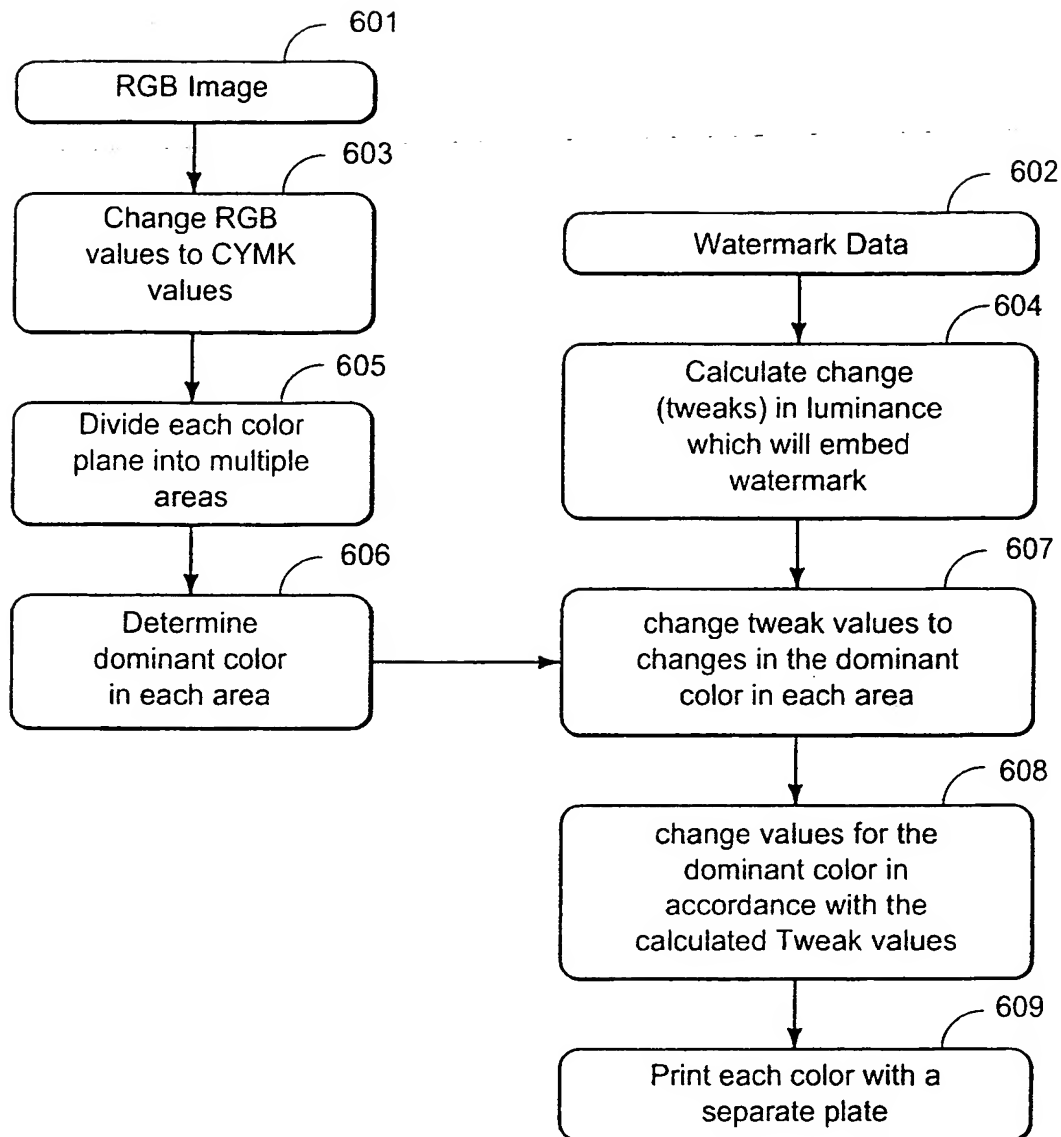 601
RGB Image
603
Change RGB
values to CYMK
values
605
Divide each color
plane into multiple
areas
606
Determine
dominant color
in each area
602
Watermark Data
604
Calculate change
(tweaks) in luminance
which will embed
watermark
607
change tweak values to
changes in the dominant
color in each area
608
change values for the
dominant color in
accordance with the
calculated Tweak values
609
Print each color with a
separate plate